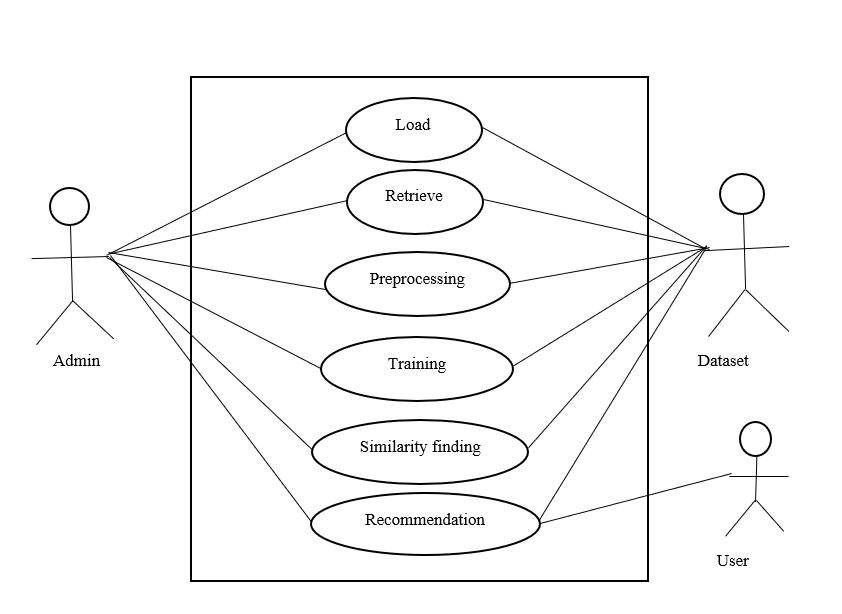 Load
Retrieve
Preprocessing
Training
Similarity finding
Recommendation
Admin
Dataset
User